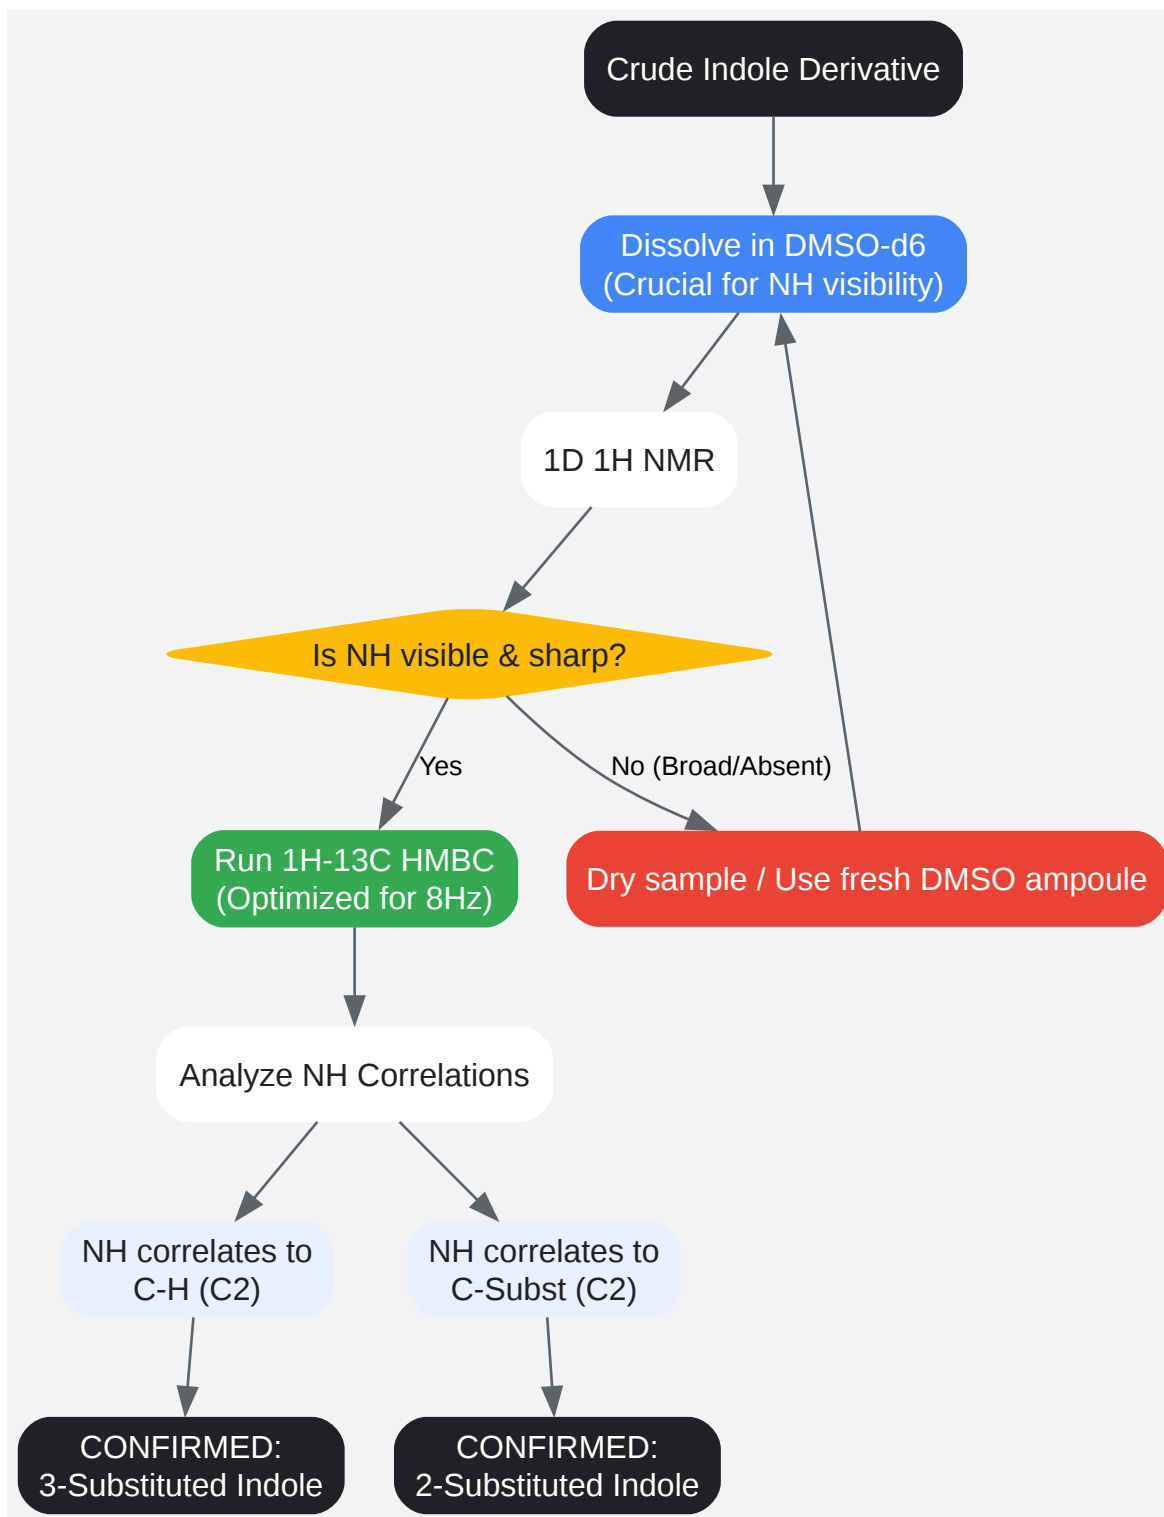 Crude Indole Derivative
Dissolve in DMSO-d6
(Crucial for NH visibility)
1D 1H NMR
Is NH visible & sharp?
Yes
No (Broad/Absent)
Run 1H-13C HMBC
(Optimized for 8Hz)
Dry sample / Use fresh DMSO ampoule
Analyze NH Correlations
NH correlates to
C-H (C2)
NH correlates to
C-Subst (C2)
CONFIRMED:
3-Substituted Indole
CONFIRMED:
2-Substituted Indole